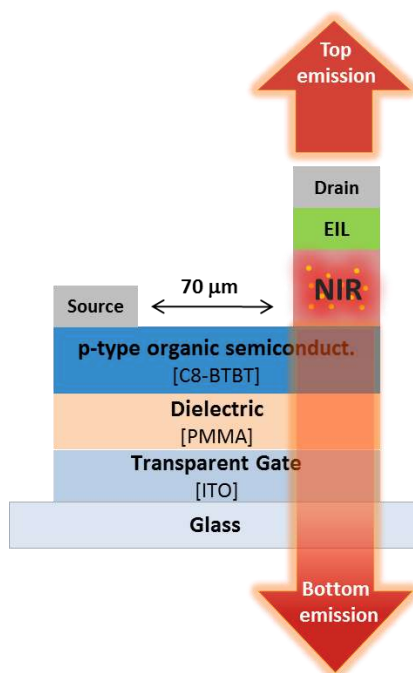 Top
emission
Drain
EIL
NIR
70 µm
Source
p-type organic semiconduct.
[C8-BTBT]
Dielectric
[PMMA]
Transparent Gate
[ITO]
Glass
Bottom
emission